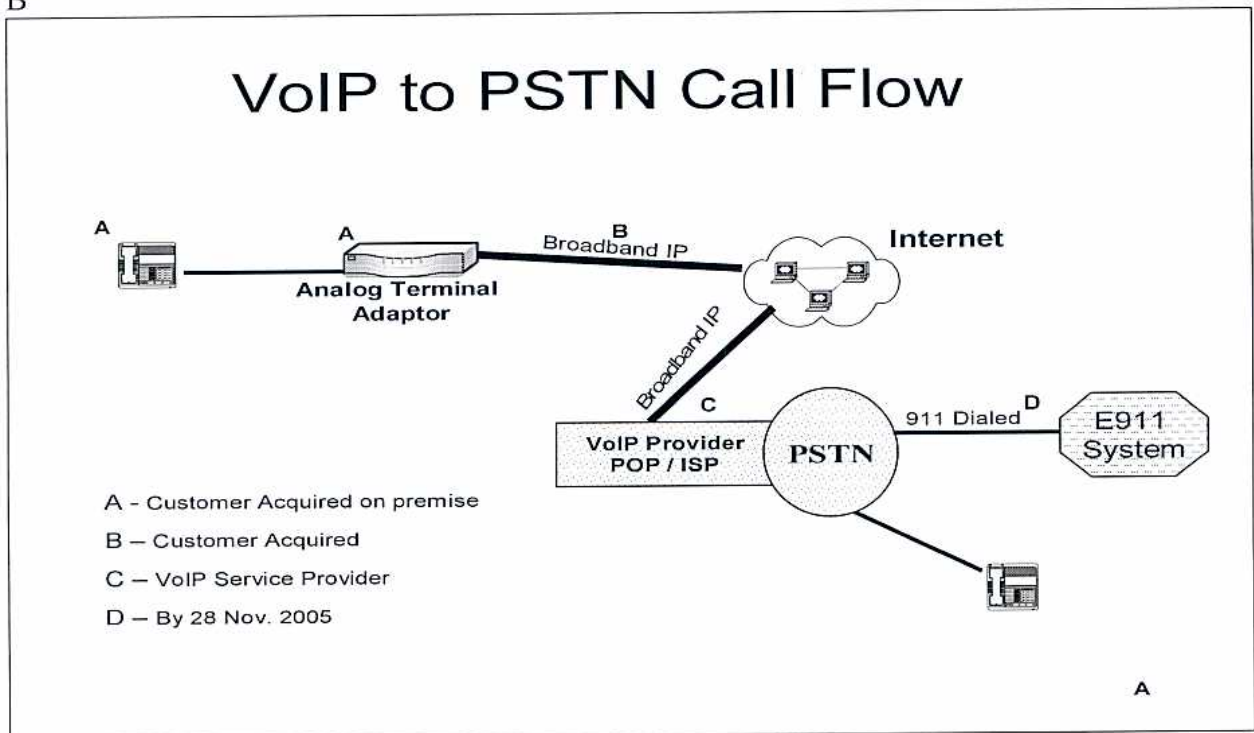 B
VoIP to PSTN Call Flow
A
A
B
Broadband IP
Internet
Analog Terminal
Adaptor
Broadband IP
C
VoIP Provider
POP / ISP
PSTN
911 Dialed
D
E911
System
A - Customer Acquired on premise
B – Customer Acquired
C – VoIP Service Provider
D – By 28 Nov. 2005
A